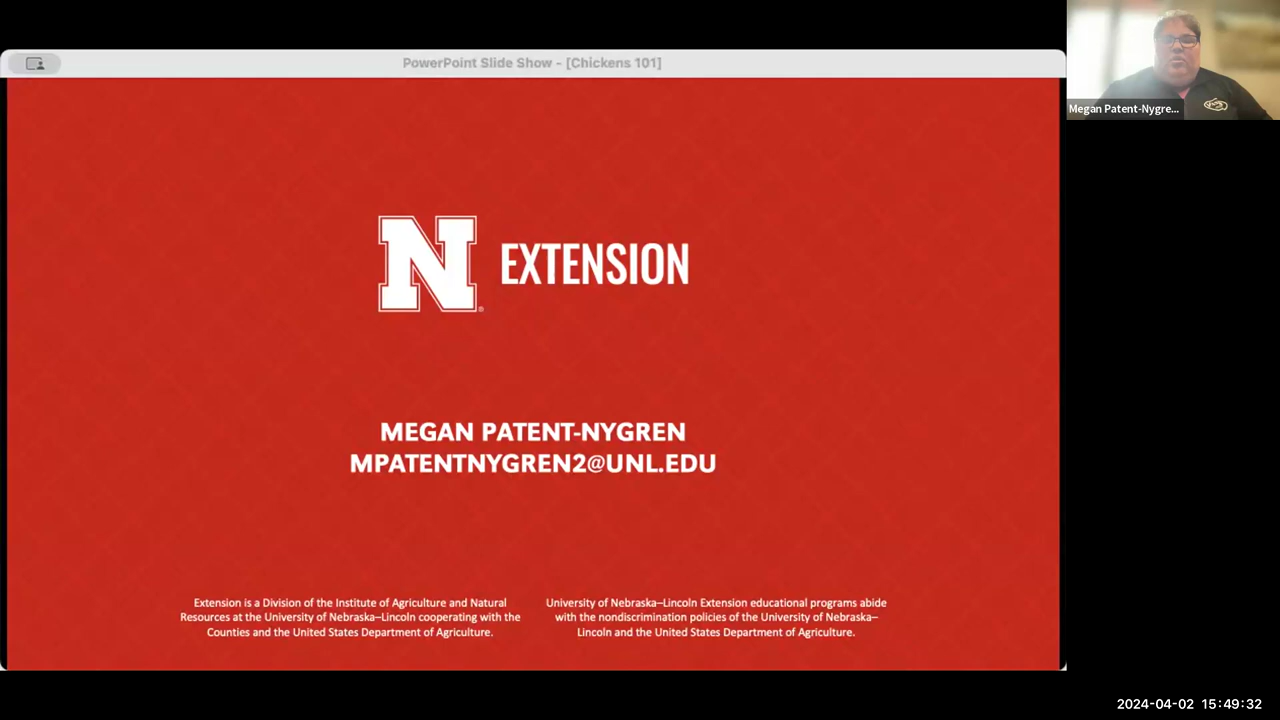 PowerPoint Slide Show - [Chickens 101]
Megan Patent-Nygre...
N EXTENSION
®
MEGAN PATENT-NYGREN
MPATENTNYGREN2@UNL.EDU
Extension is a Division of the Institute of Agriculture and Natural
Resources at the University of Nebraska–Lincoln cooperating with the
Counties and the United States Department of Agriculture.
University of Nebraska–Lincoln Extension educational programs abide
with the nondiscrimination policies of the University of Nebraska–
Lincoln and the United States Department of Agriculture.
2024-04-02 15:49:32